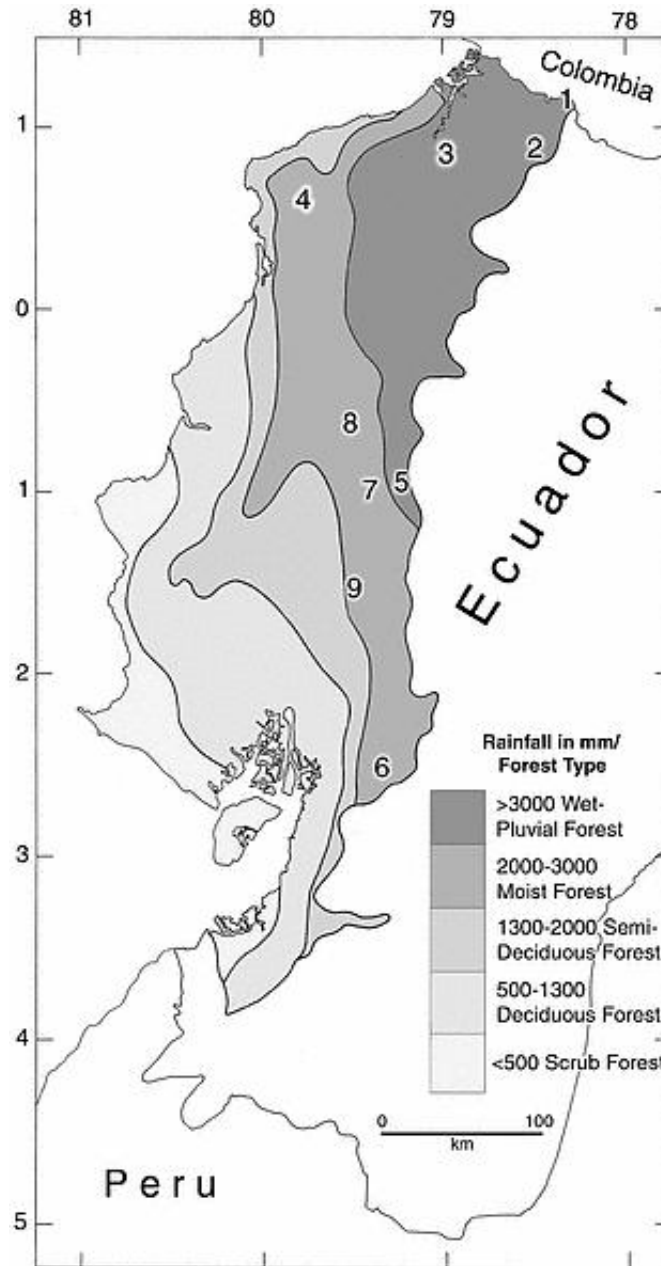 81 80 79 78
Colombia
1
1
2
3
4
0
8
1
7 5
9
Ecuador
2
6
Rainfall in mm/
Forest Type
>3000 Wet-
Pluvial Forest
2000-3000
Moist Forest
3
1300-2000 Semi-
Deciduous Forest
500-1300
Deciduous Forest
4
<500 Scrub Forest
0 100
km
Peru
5